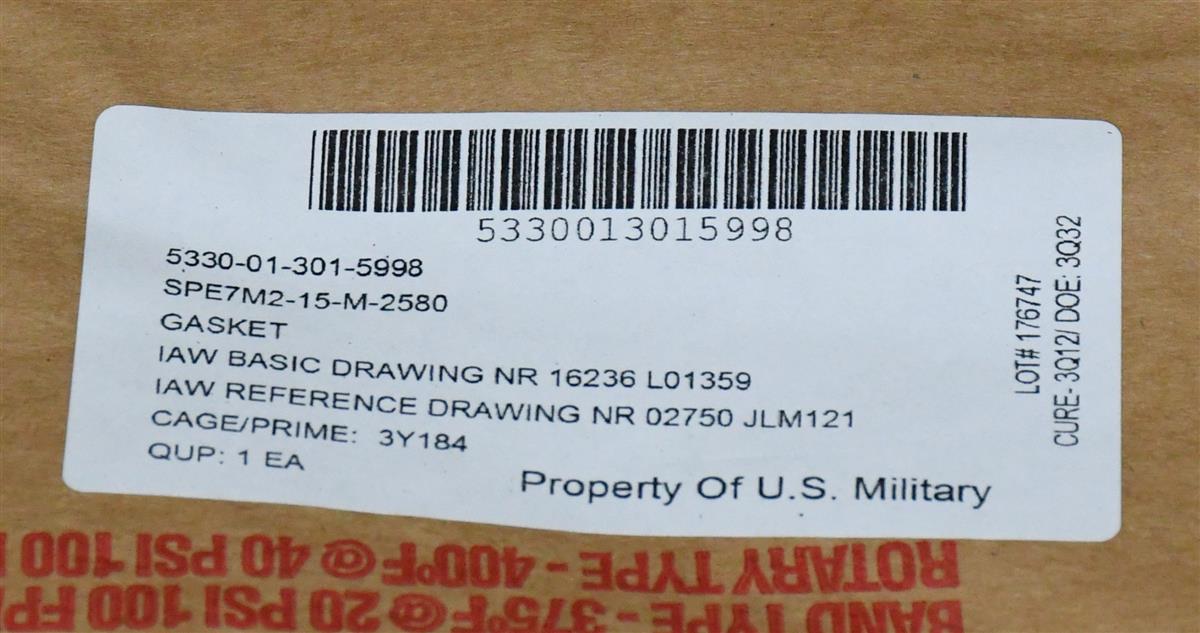 5330013015998
5330-01-301-5998
SPE7M2-15-M-2580
GASKET
IAW BASIC DRAWING NR 16236 L01359
IAW REFERENCE DRAWING NR 02750 JLM121
CAGE/PRIME: 3Y184
QUP: 1 EA
Property Of U.S. Military
LOT# 176747
CURE- 3Q12/ DOE: 3Q32
BAND TYPE - 375°F@ 20 PSI 100 FP
ROTARY TYPE - 400°F@ 40 PSI 100